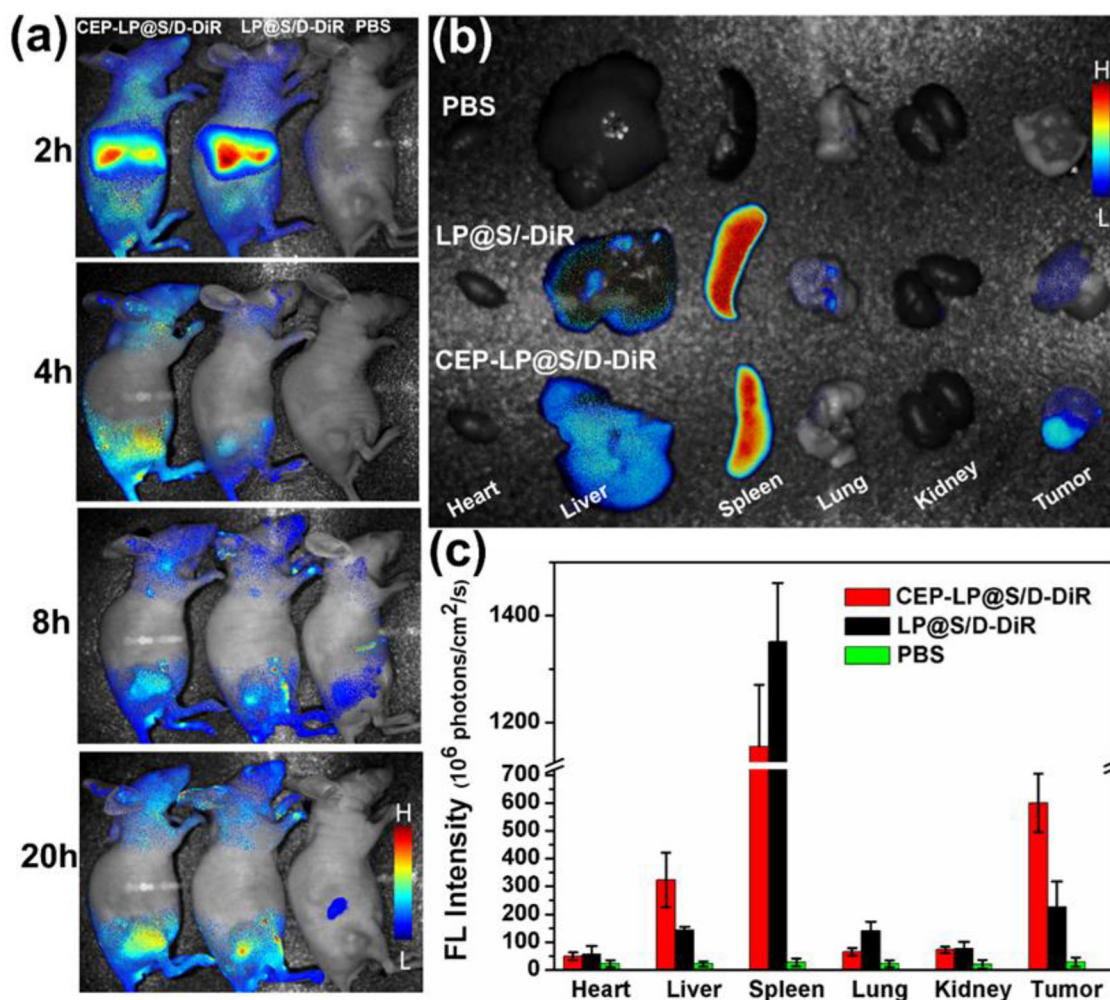 (a)
CEP-LP@S/D-DiR LP@S/D-DiR PBS
2h
4h
8h
20h
H
L
(b)
H
L
PBS
LP@S/-DiR
CEP-LP@S/D-DiR
Heart
Liver
Spleen
Lung
Kidney
Tumor
(c)
FL Intensity (10⁶ photons/cm²/s)
1400
1200
700
600
500
400
300
200
100
0
CEP-LP@S/D-DiR
LP@S/D-DiR
PBS
Heart Liver Spleen Lung Kidney Tumor